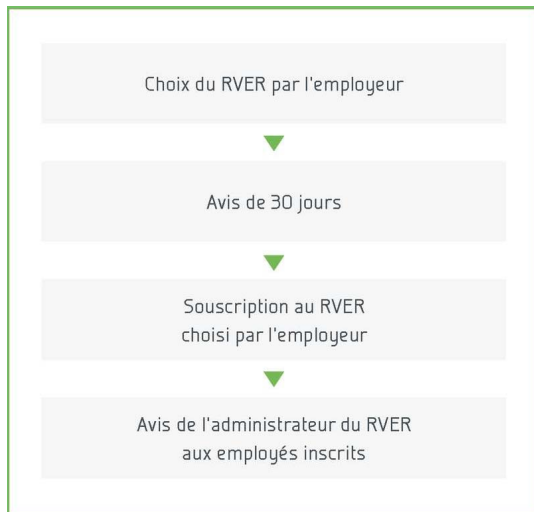 Choix du RVER par l'employeur
Avis de 30 jours
Souscription au RVER
choisi par l'employeur
Avis de l'administrateur du RVER
aux employés inscrits